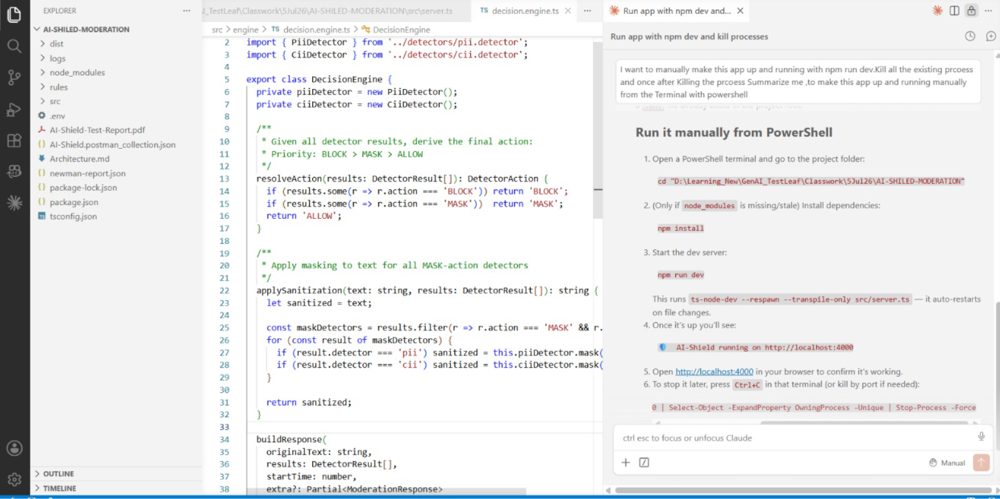 EXPLORER
AI-SHILED-MODERATION
dist
logs
node_modules
rules
src
.env
AI-Shield-Test-Report.pdf
AI-Shield.postman_collection.json
Architecture.md
newman-report.json
package-lock.json
package.json
tsconfig.json
OUTLINE
TIMELINE
I_TestLeaf\Classwork\5Jul26\AI-SHILED-MODERATION\src\server.ts
TS decision.engine.ts
src > engine > TS decision.engine.ts > DecisionEngine
2 import { PiiDetector } from '../detectors/pii.detector';
3 import { CiiDetector } from '../detectors/cii.detector';
4
5 export class DecisionEngine {
6 private piiDetector = new PiiDetector();
7 private ciiDetector = new CiiDetector();
8
9 /**
10 * Given all detector results, derive the final action:
11 * Priority: BLOCK > MASK > ALLOW
12 */
13 resolveAction(results: DetectorResult[]): DetectorAction {
14 if (results.some(r => r.action === 'BLOCK')) return 'BLOCK';
15 if (results.some(r => r.action === 'MASK')) return 'MASK';
16 return 'ALLOW';
17 }
18
19 /**
20 * Apply masking to text for all MASK-action detectors
21 */
22 applySanitization(text: string, results: DetectorResult[]): string {
23 let sanitized = text;
24
25 const maskDetectors = results.filter(r => r.action === 'MASK' && r.
26 for (const result of maskDetectors) {
27 if (result.detector === 'pii') sanitized = this.piiDetector.mask(
28 if (result.detector === 'cii') sanitized = this.ciiDetector.mask(
29 }
30
31 return sanitized;
32 }
33
34 buildResponse(
35 originalText: string,
36 results: DetectorResult[],
37 startTime: number,
38 extra?: Partial<ModerationResponse>
Run app with npm dev and...
Run app with npm dev and kill processes
I want to manually make this app up and running with npm run dev.Kill all the existing prcoess
and once after Killing the prcoess Summarize me ,to make this app up and running manually
from the Terminal with powershell
Run it manually from PowerShell
1. Open a PowerShell terminal and go to the project folder:
cd "D:\Learning_New\GenAI_TestLeaf\Classwork\5Jul26\AI-SHILED-MODERATION"
2. (Only if node_modules is missing/stale) Install dependencies:
npm install
3. Start the dev server:
npm run dev
This runs ts-node-dev --respawn --transpile-only src/server.ts — it auto-restarts
on file changes.
4. Once it's up you'll see:
AI-Shield running on http://localhost:4000
5. Open http://localhost:4000 in your browser to confirm it's working.
6. To stop it later, press Ctrl+C in that terminal (or kill by port if needed):
0 | Select-Object -ExpandProperty OwningProcess -Unique | Stop-Process -Force
ctrl esc to focus or unfocus Claude
Manual